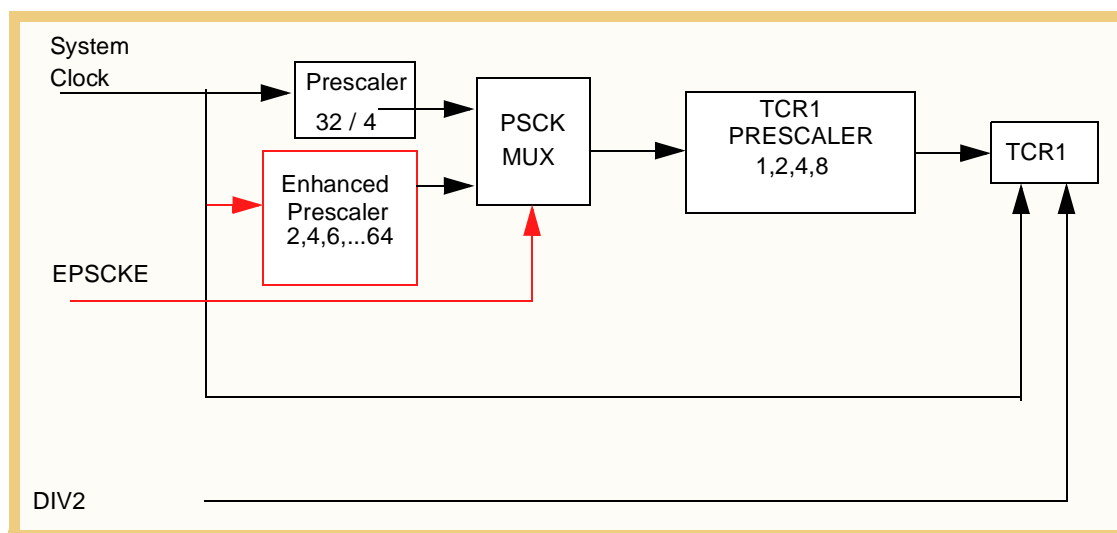 System
Clock
Prescaler
32 / 4
PSCK
MUX
TCR1
PRESCALER
1,2,4,8
TCR1
Enhanced
Prescaler
2,4,6,...64
EPSCKE
DIV2